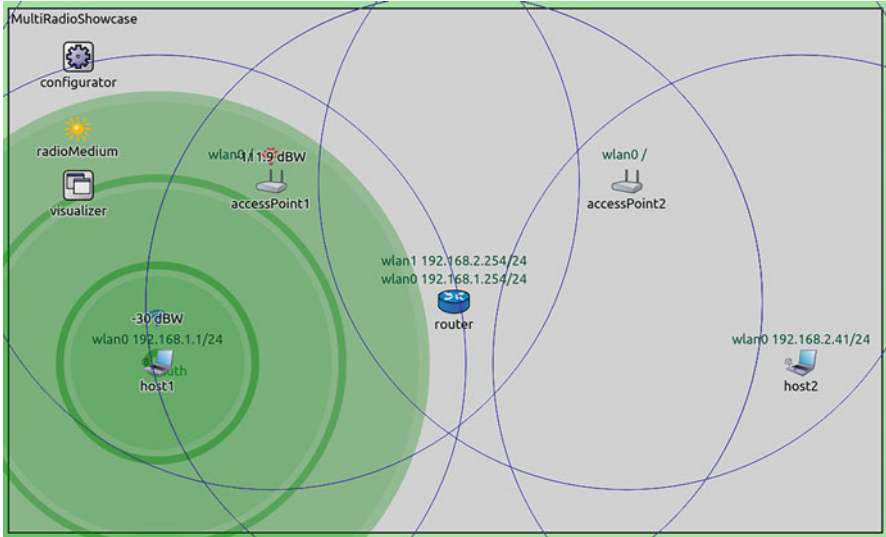 MultiRadioShowcase
configurator
radioMedium
wlan0 /
wlan0 /
visualizer
accessPoint1
accessPoint2
wlan1 192.168.2.254/24
wlan0 192.168.1.254/24
router
-30 dBW
wlan0 192.168.1.1/24
wlan0 192.168.2.41/24
host1
host2